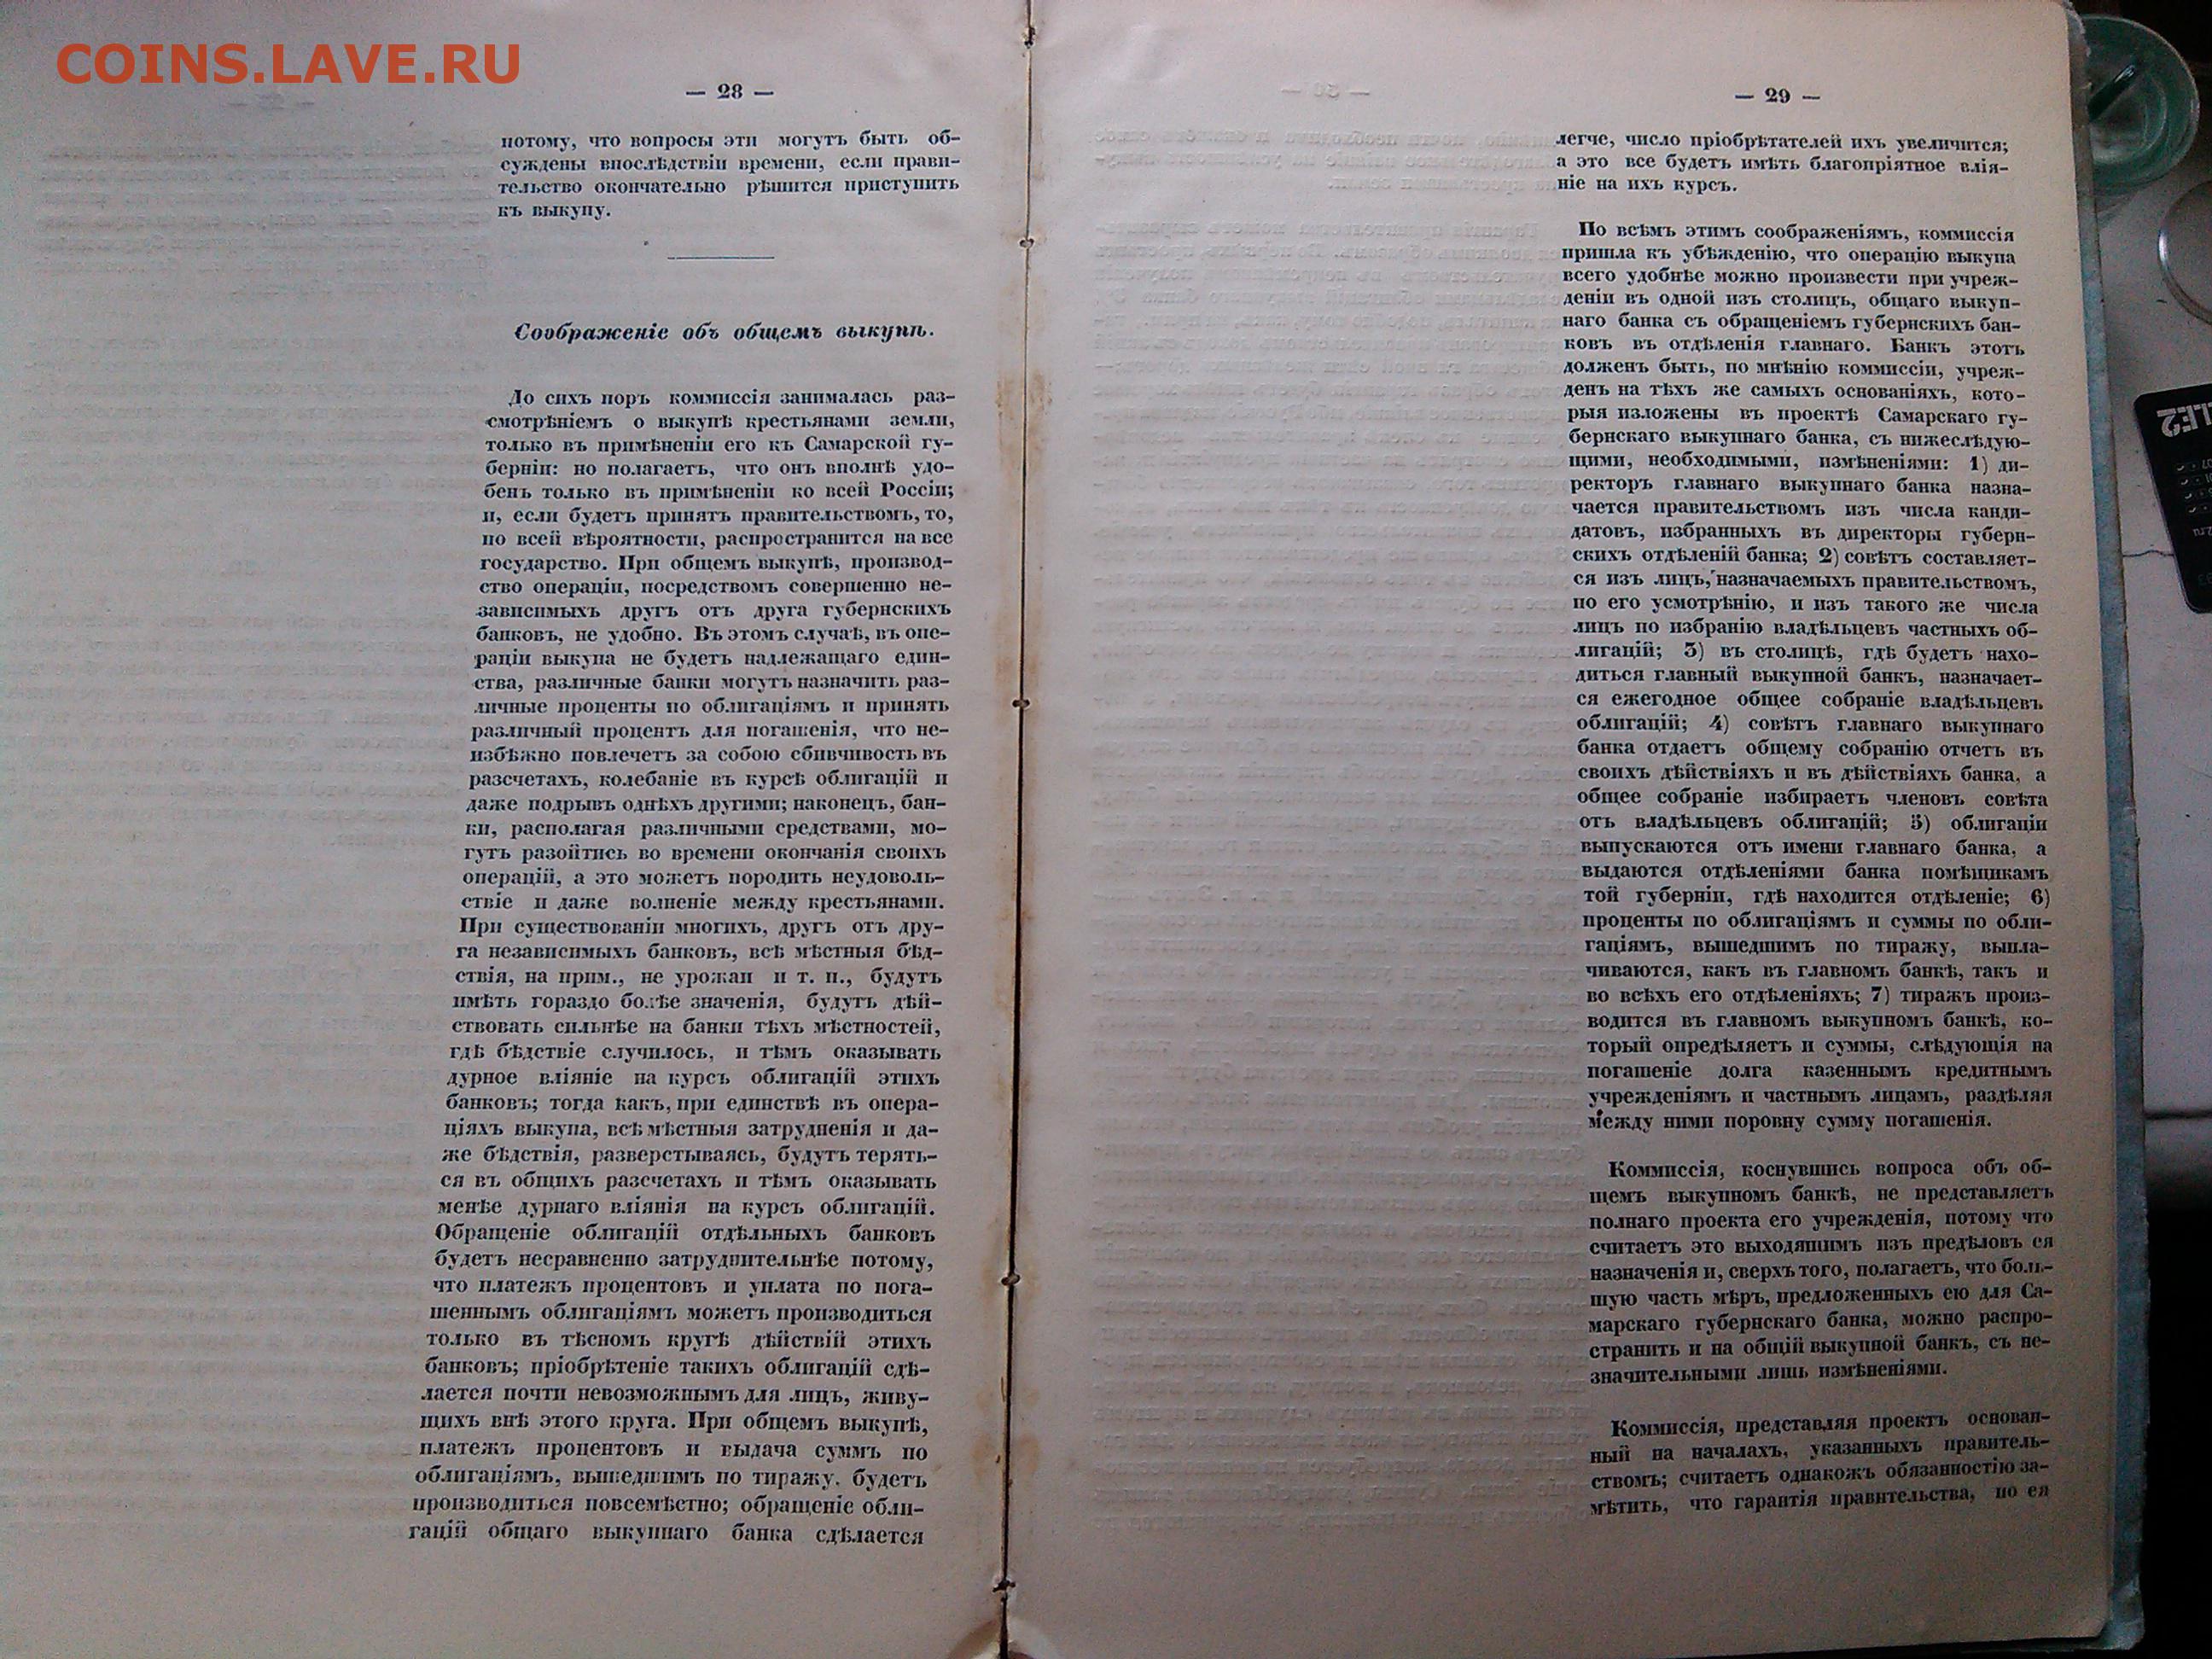 COINS.LAVE.RU
— 28 —
потому, что вопросы эти могутъ быть об-
суждены впослѣдствіи времени, если прави-
тельство окончательно рѣшится приступить
къ выкупу.
Соображеніе объ общемъ выкупѣ.
До сихъ поръ коммиссія занималась раз-
смотрѣніемъ о выкупѣ крестьянами земли,
только въ примѣненіи его къ Самарской гу-
берніи: но полагаетъ, что онъ вполнѣ удо-
бенъ только въ примѣненіи ко всей Россіи;
и, если будетъ принятъ правительствомъ, то,
по всей вѣроятности, распространится на все
государство. При общемъ выкупѣ, производ-
ство операціи, посредствомъ совершенно не-
зависимыхъ другъ отъ друга губернскихъ
банковъ, не удобно. Въ этомъ случаѣ, въ опе-
раціи выкупа не будетъ надлежащаго един-
ства, различные банки могутъ назначить раз-
личные проценты по облигаціямъ и принять
различный процентъ для погашенія, что не-
избѣжно повлечетъ за собою сбивчивость въ
разсчетахъ, колебаніе въ курсѣ облигацій и
даже подрывъ однѣхъ другими; наконецъ, бан-
ки, располагая различными средствами, мо-
гутъ разойтись во времени окончанія своихъ
операцій, а это можетъ породить неудоволь-
ствіе и даже волненіе между крестьянами.
При существованіи многихъ, другъ отъ дру-
га независимыхъ банковъ, всѣ мѣстныя бѣд-
ствія, на прим., не урожаи и т. п., будутъ
имѣть гораздо болѣе значенія, будутъ дѣй-
ствовать сильнѣе на банки тѣхъ мѣстностей,
гдѣ бѣдствіе случилось, и тѣмъ оказывать
дурное вліяніе на курсъ облигацій этихъ
банковъ; тогда какъ, при единствѣ въ опера-
ціяхъ выкупа, всѣ мѣстныя затрудненія и да-
же бѣдствія, разверстываясь, будутъ терять-
ся въ общихъ разсчетахъ и тѣмъ оказывать
менѣе дурнаго вліянія на курсъ облигацій.
Обращеніе облигацій отдѣльныхъ банковъ
будетъ несравненно затруднительнѣе потому,
что платежъ процентовъ и уплата по пога-
шеннымъ облигаціямъ можетъ производиться
только въ тѣсномъ кругѣ дѣйствій этихъ
банковъ; пріобрѣтеніе такихъ облигацій сдѣ-
лается почти невозможнымъ для лицъ, живу-
щихъ внѣ этого круга. При общемъ выкупѣ,
платежъ процентовъ и выдача суммъ по
облигаціямъ, вышедшимъ по тиражу. будетъ
производиться повсемѣстно; обращеніе обли-
гацій общаго выкупнаго банка сдѣлается
— 29 —
легче, число пріобрѣтателей ихъ увеличится;
а это все будетъ имѣть благопріятное влія-
ніе на ихъ курсъ.
По всѣмъ этимъ соображеніямъ, коммиссія
пришла къ убѣжденію, что операцію выкупа
всего удобнѣе можно произвести при учреж-
деніи въ одной изъ столицъ, общаго выкуп-
наго банка съ обращеніемъ губернскихъ бан-
ковъ въ отдѣленія главнаго. Банкъ этотъ
долженъ быть, по мнѣнію коммиссіи, учреж-
денъ на тѣхъ же самыхъ основаніяхъ, кото-
рыя изложены въ проектѣ Самарскаго гу-
бернскаго выкупнаго банка, съ нижеслѣдую-
щими, необходимыми, измѣненіями: 1) ди-
ректоръ главнаго выкупнаго банка назна-
чается правительствомъ изъ числа канди-
датовъ, избранныхъ въ директоры губерн-
скихъ отдѣленій банка; 2) совѣтъ составляет-
ся изъ лицъ, назначаемыхъ правительствомъ,
по его усмотрѣнію, и изъ такого же числа
лицъ по избранію владѣльцевъ частныхъ об-
лигацій; 3) въ столицѣ, гдѣ будетъ нахо-
диться главный выкупной банкъ, назначает-
ся ежегодное общее собраніе владѣльцевъ
облигацій; 4) совѣтъ главнаго выкупнаго
банка отдаетъ общему собранію отчетъ въ
своихъ дѣйствіяхъ и въ дѣйствіяхъ банка, а
общее собраніе избираетъ членовъ совѣта
отъ владѣльцевъ облигацій; 5) облигаціи
выпускаются отъ имени главнаго банка, а
выдаются отдѣленіями банка помѣщикамъ
той губерніи, гдѣ находится отдѣленіе; 6)
проценты по облигаціямъ и суммы по обли-
гаціямъ, вышедшимъ по тиражу, выпла-
чиваются, какъ въ главномъ банкѣ, такъ и
во всѣхъ его отдѣленіяхъ; 7) тиражъ произ-
водится въ главномъ выкупномъ банкѣ, ко-
торый опредѣляетъ и суммы, слѣдующія на
погашеніе долга казеннымъ кредитнымъ
учрежденіямъ и частнымъ лицамъ, раздѣляя
между ними поровну сумму погашенія.
Коммиссія, коснувшись вопроса объ об-
щемъ выкупномъ банкѣ, не представляетъ
полнаго проекта его учрежденія, потому что
считаетъ это выходящимъ изъ предѣловъ ея
назначенія и, сверхъ того, полагаетъ, что боль-
шую часть мѣръ, предложенныхъ ею для Са-
марскаго губернскаго банка, можно распро-
странить и на общій выкупной банкъ, съ не-
значительными лишь измѣненіями.
Коммиссія, представляя проектъ основан-
ный на началахъ, указанныхъ правитель-
ствомъ; считаетъ однакожъ обязанностію за-
мѣтить, что гарантія правительства, по ея